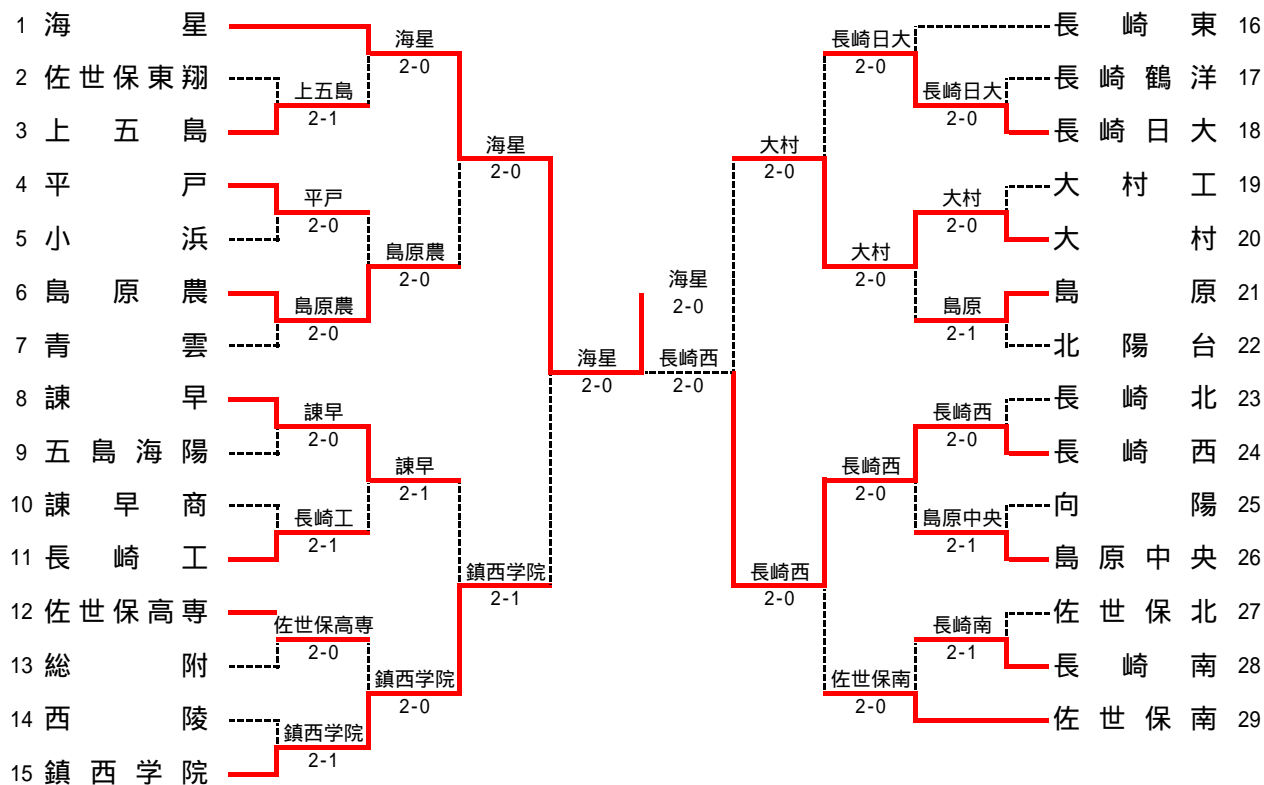 1 海星
2 佐世保東翔
3 上五島
4 平戸
5 小浜
6 島原農
7 青雲
8 諫早
9 五島海陽
10 諫早商
11 長崎工
12 佐世保高専
13 総附
14 西陵
15 鎮西学院
上五島
2-1
平戸
2-0
島原農
2-0
諫早
2-0
長崎工
2-1
佐世保高専
2-0
鎮西学院
2-1
海星
2-0
島原農
2-0
諫早
2-1
鎮西学院
2-0
海星
2-0
鎮西学院
2-1
海星
2-0
海星
2-0
長崎西
2-0
大村
2-0
長崎西
2-0
長崎日大
2-0
大村
2-0
長崎西
2-0
佐世保南
2-0
長崎日大
2-0
大村
2-0
島原
2-1
長崎西
2-0
島原中央
2-1
長崎南
2-1
長崎東 16
長崎鶴洋 17
長崎日大 18
大村工 19
大村 20
島原 21
北陽台 22
長崎北 23
長崎西 24
向陽 25
島原中央 26
佐世保北 27
長崎南 28
佐世保南 29